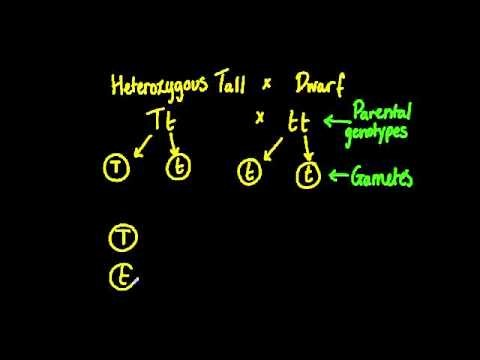 Heterozygous Tall x Dwarf
Tt x tt ← Parental genotypes
T t t t ← Gametes
T
t